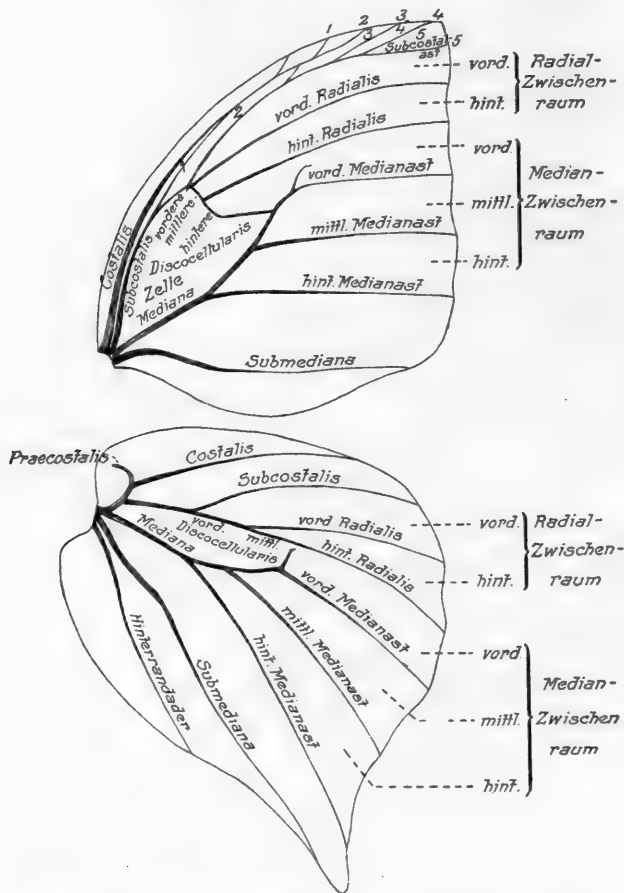 1 2 3 4
3 4 5
Subcostal-5
ast
vord.
hint.
Radial-
Zwischen-
raum
vord. Radialis
hint. Radialis
2
1
vord.
mittl.
hint.
Median-
Zwischen-
raum
vord. Medianast
mittl. Medianast
hint. Medianast
Costalis
Subcostalis
vordere
mittlere
hintere
Discocellularis
Zelle
Mediana
Submediana
Praecostalis
Costalis
Subcostalis
vord Radialis
hint. Radialis
vord.
hint.
Radial-
Zwischen-
raum
vord. mittl.
Discocellularis
Mediana
vord. Medianast
mittl. Medianast
hint. Medianast
Submediana
Hinterrandader
vord.
mittl.
hint.
Median-
Zwischen
raum